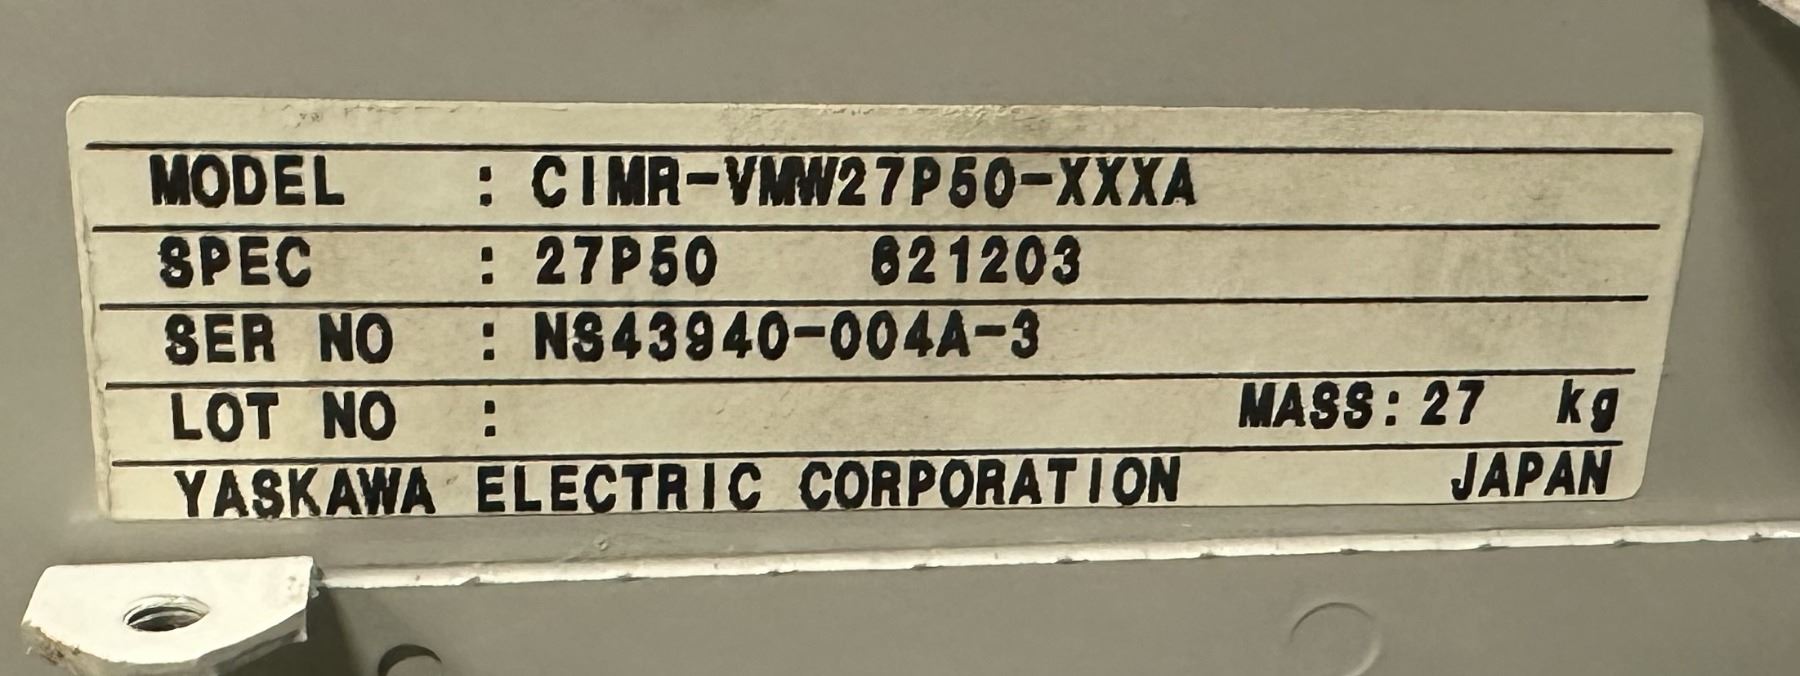 MODEL : CIMR-VMW27P50-XXXA
SPEC : 27P50 621203
SER NO : NS43940-004A-3
LOT NO : MASS: 27 kg
YASKAWA ELECTRIC CORPORATION JAPAN